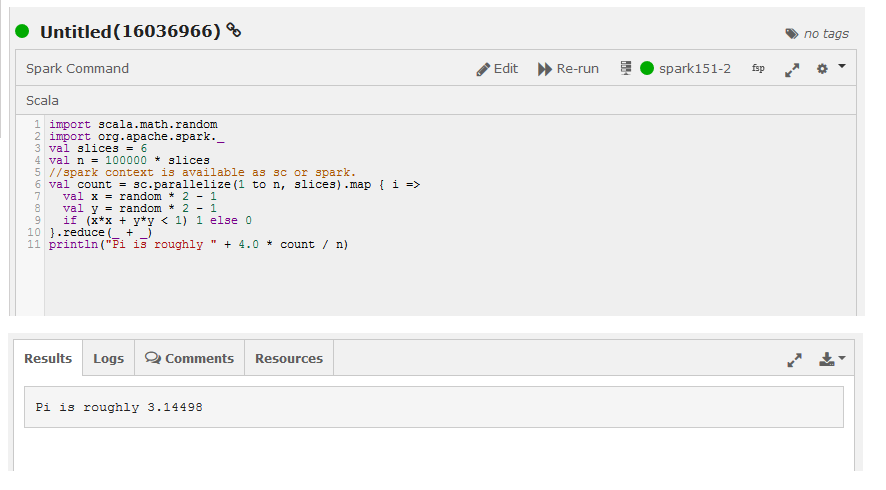 Untitled(16036966)
no tags
Spark Command
Edit
Re-run
spark151-2
fsp
Scala
1 import scala.math.random
2 import org.apache.spark._
3 val slices = 6
4 val n = 100000 * slices
5 //spark context is available as sc or spark.
6 val count = sc.parallelize(1 to n, slices).map { i =>
7   val x = random * 2 - 1
8   val y = random * 2 - 1
9   if (x*x + y*y < 1) 1 else 0
10 }.reduce(_ + _)
11 println("Pi is roughly " + 4.0 * count / n)
Results
Logs
Comments
Resources
Pi is roughly 3.14498